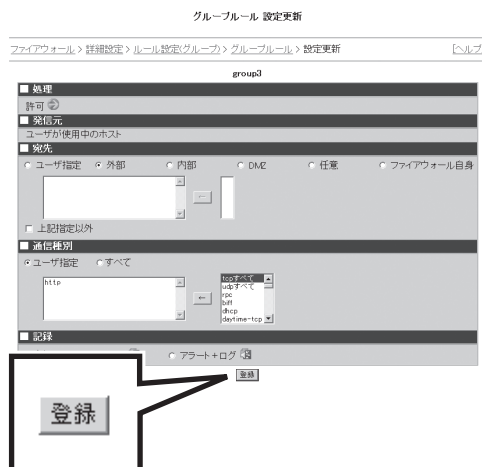 グループルール 設定更新
ファイアウォール > 詳細設定 > ルール設定(グループ) > グループルール > 設定更新 [ヘルプ
group3
■ 処理
許可
■ 発信元
ユーザが使用中のホスト
■ 宛先
ユーザ指定 外部 内部 DMZ 任意 ファイアウォール自身
←
上記指定以外
■ 通信種別
ユーザ指定 すべて
http
←
tcpすべて
udpすべて
rpc
biff
dhcp
daytime-tcp
■ 記録
アラート+ログ
登録
登録